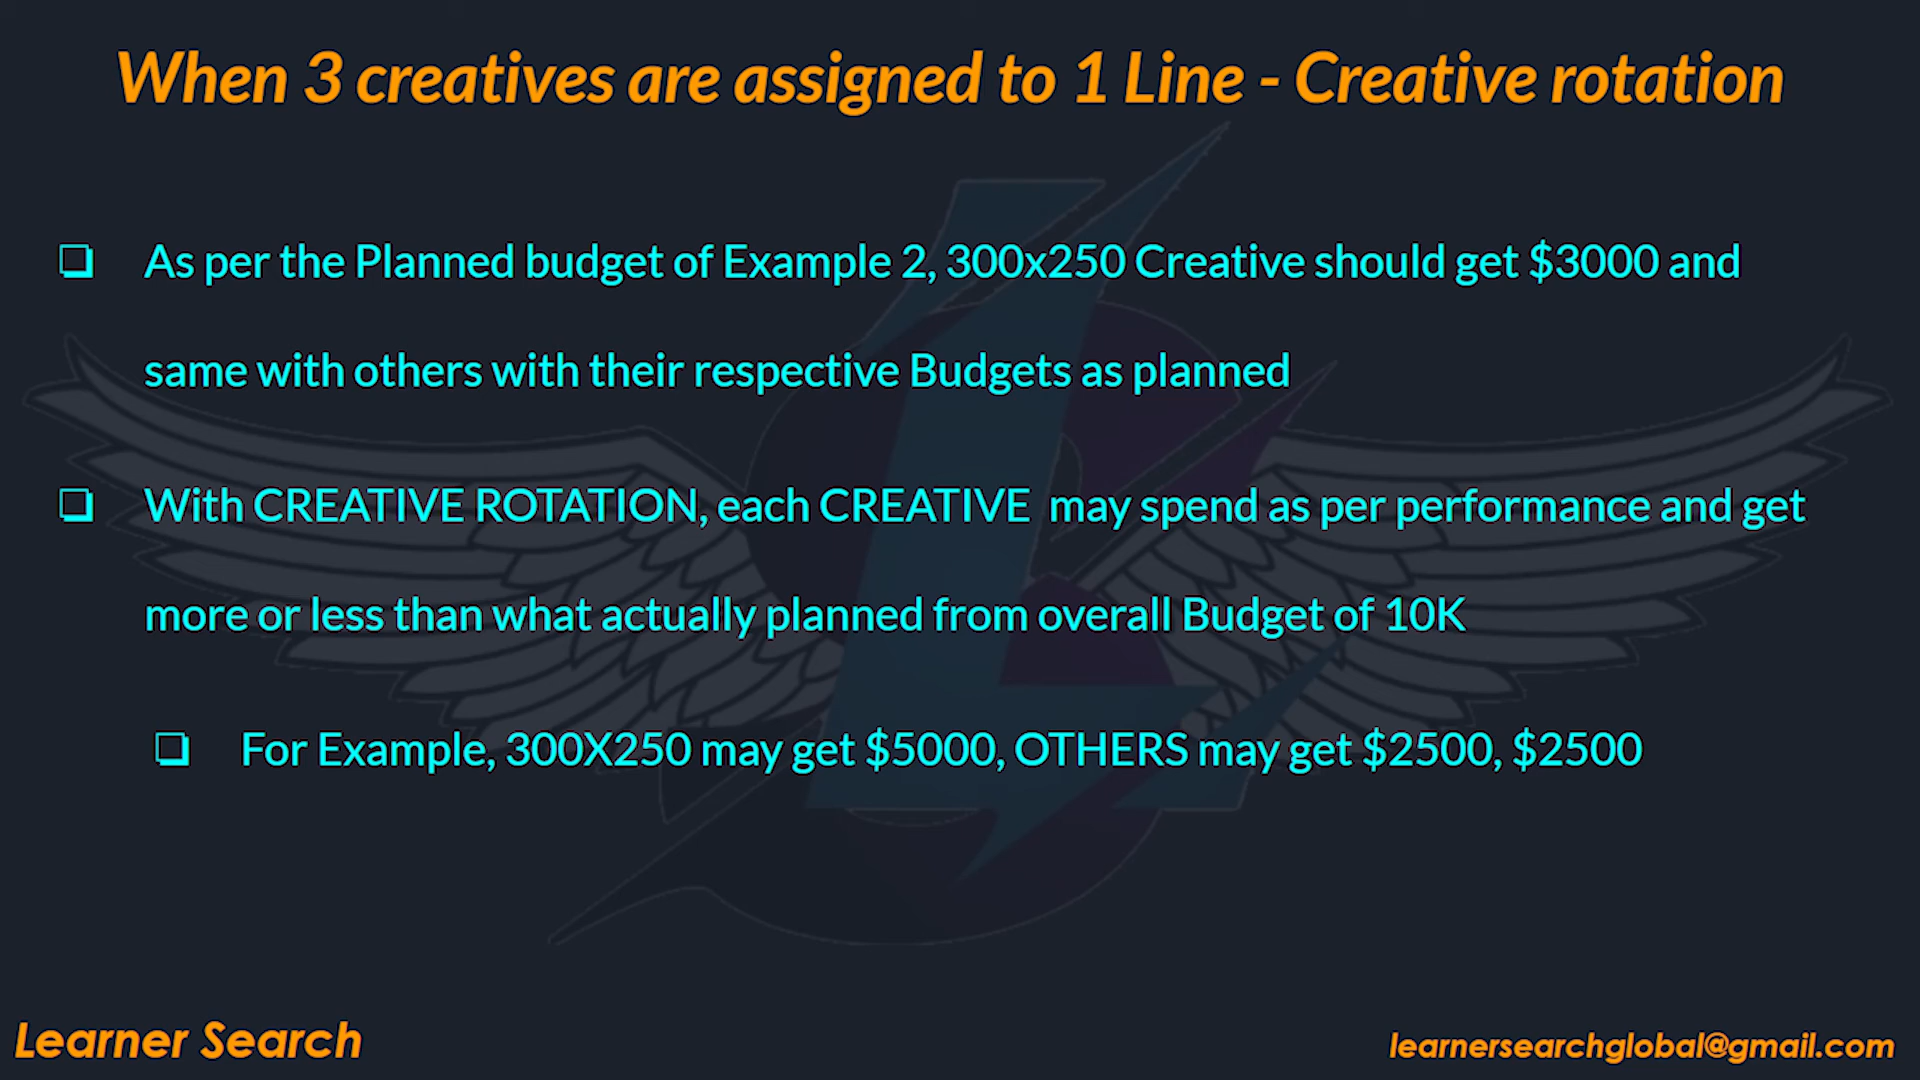 When 3 creatives are assigned to 1 Line - Creative rotation
❏ As per the Planned budget of Example 2, 300x250 Creative should get $3000 and
same with others with their respective Budgets as planned
❏ With CREATIVE ROTATION, each CREATIVE may spend as per performance and get
more or less than what actually planned from overall Budget of 10K
❏ For Example, 300X250 may get $5000, OTHERS may get $2500, $2500
Learner Search
learnersearchglobal@gmail.com